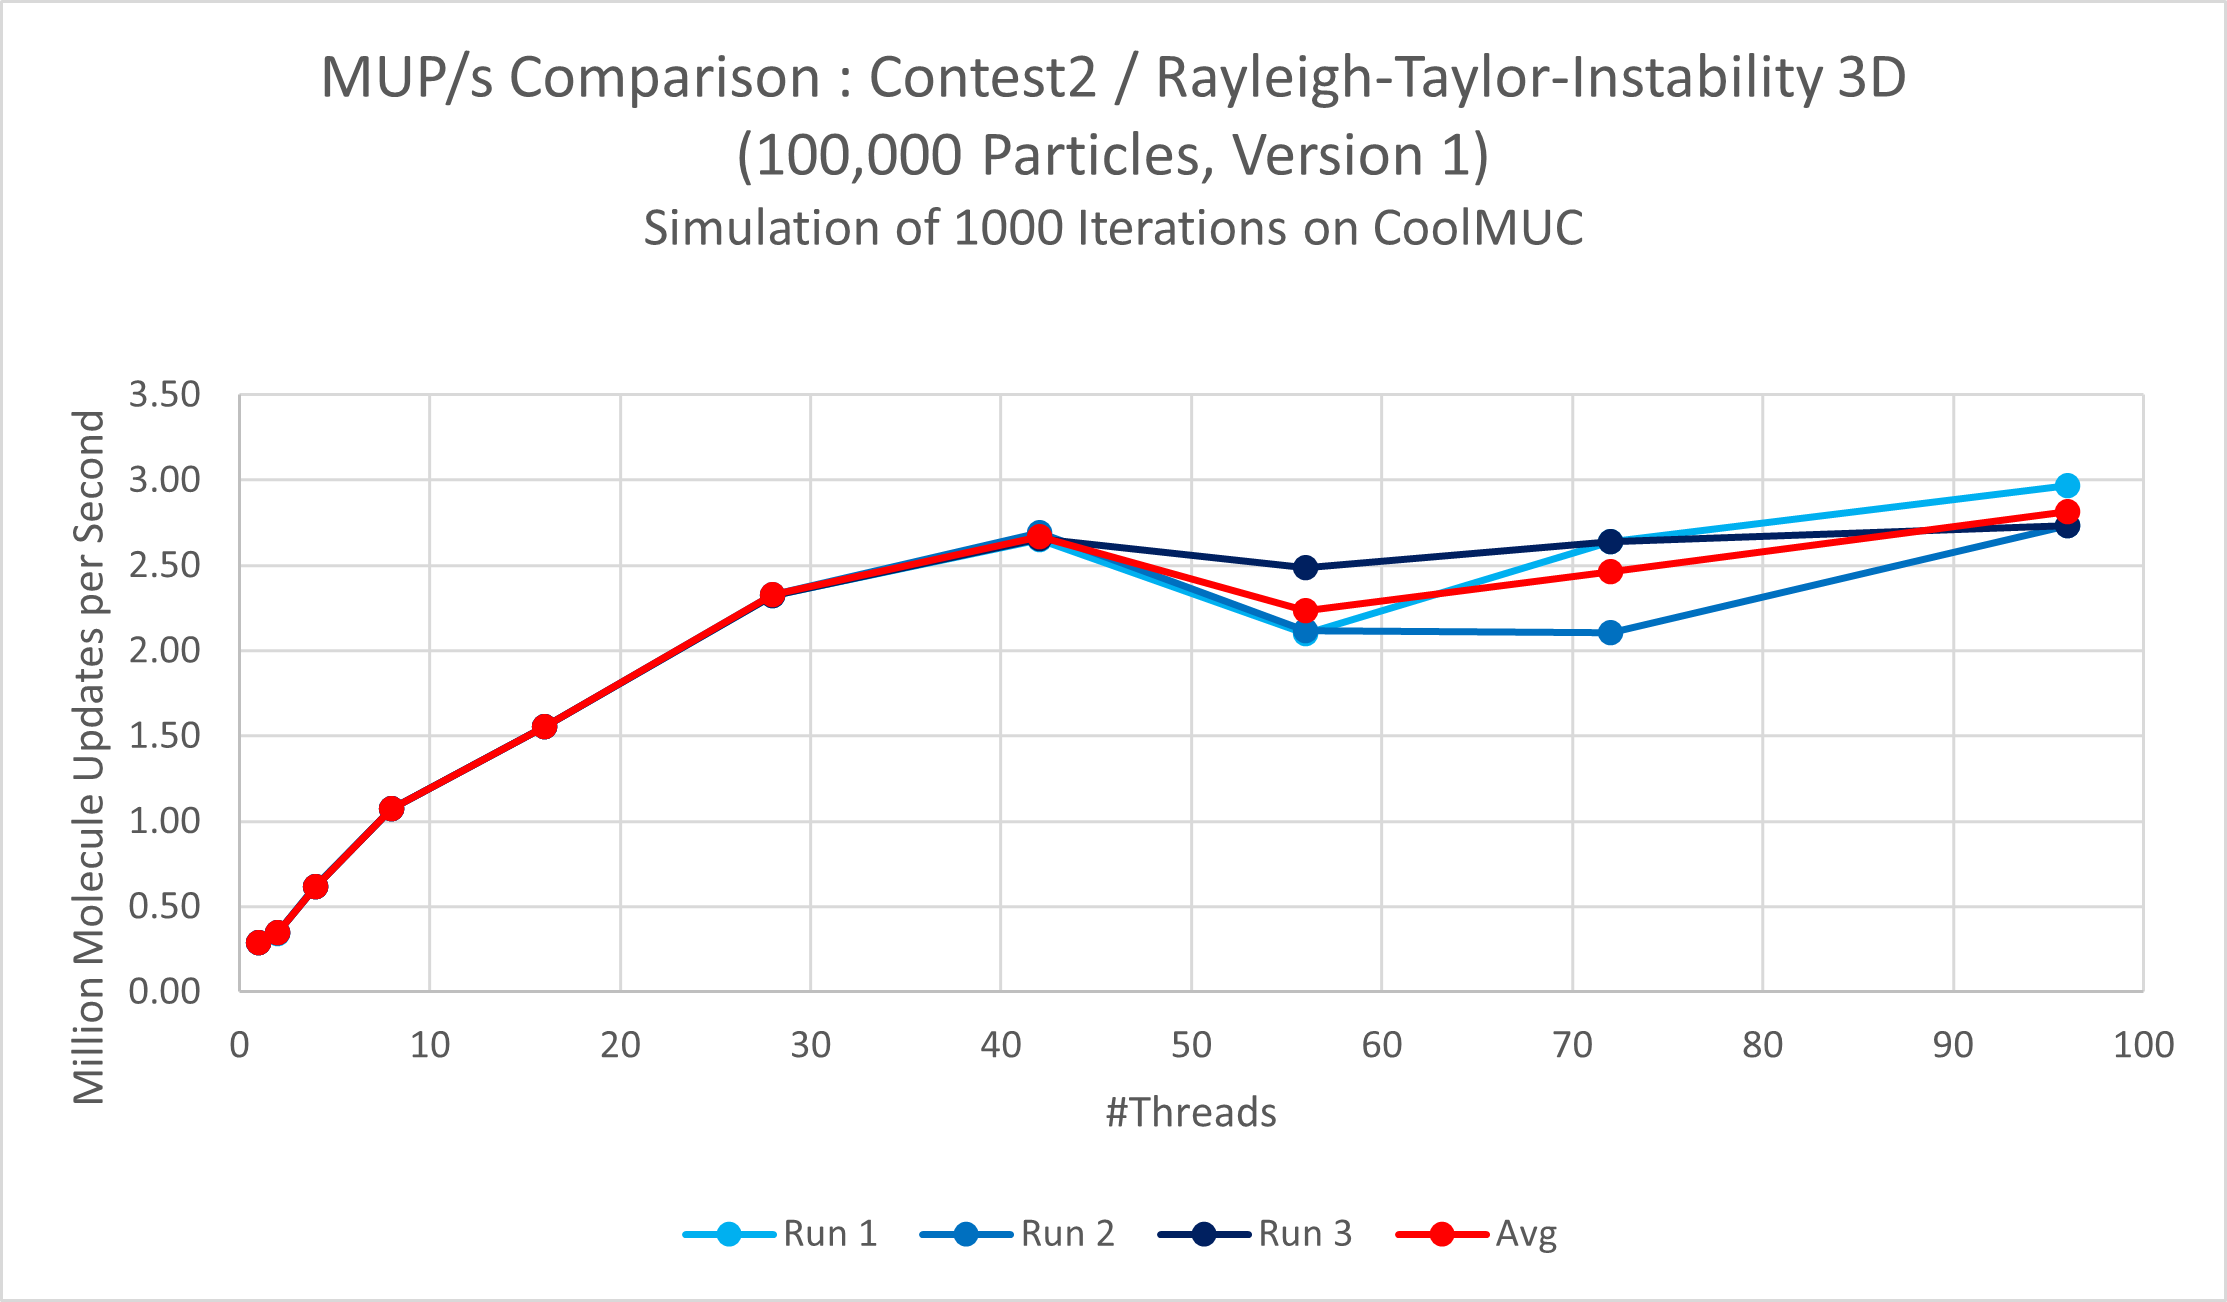 MUP/s Comparison : Contest2 / Rayleigh-Taylor-Instability 3D
(100,000 Particles, Version 1)
Simulation of 1000 Iterations on CoolMUC
Million Molecule Updates per Second
3.50
3.00
2.50
2.00
1.50
1.00
0.50
0.00
0 10 20 30 40 50 60 70 80 90 100
#Threads
Run 1 Run 2 Run 3 Avg